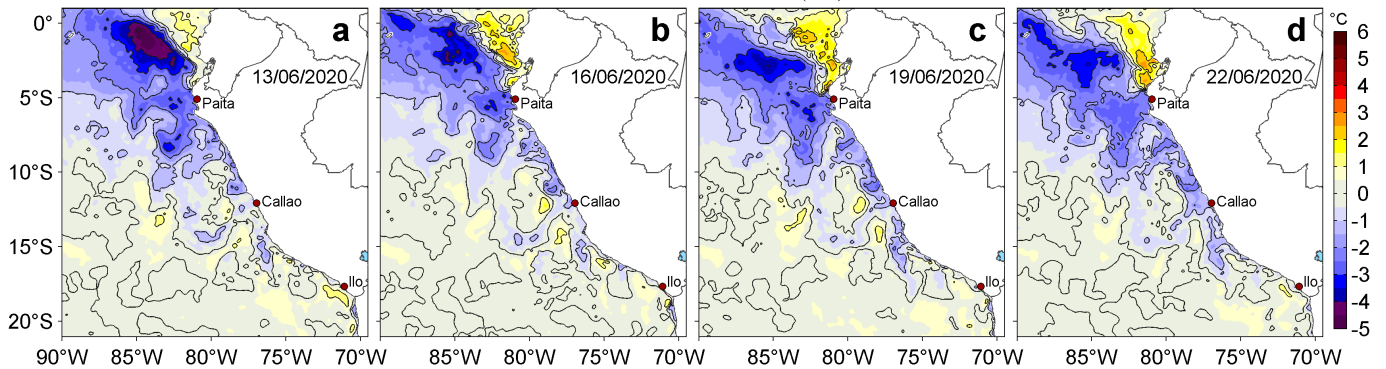 a
13/06/2020
b
16/06/2020
c
19/06/2020
d
22/06/2020
0°
5°S
10°S
15°S
20°S
Paita
Callao
Ilo
Paita
Callao
Ilo
Paita
Callao
Ilo
Paita
Callao
Ilo
90°W
85°W
80°W
75°W
70°W
85°W
80°W
75°W
70°W
85°W
80°W
75°W
70°W
85°W
80°W
75°W
70°W
°C
6
5
4
3
2
1
0
-1
-2
-3
-4
-5